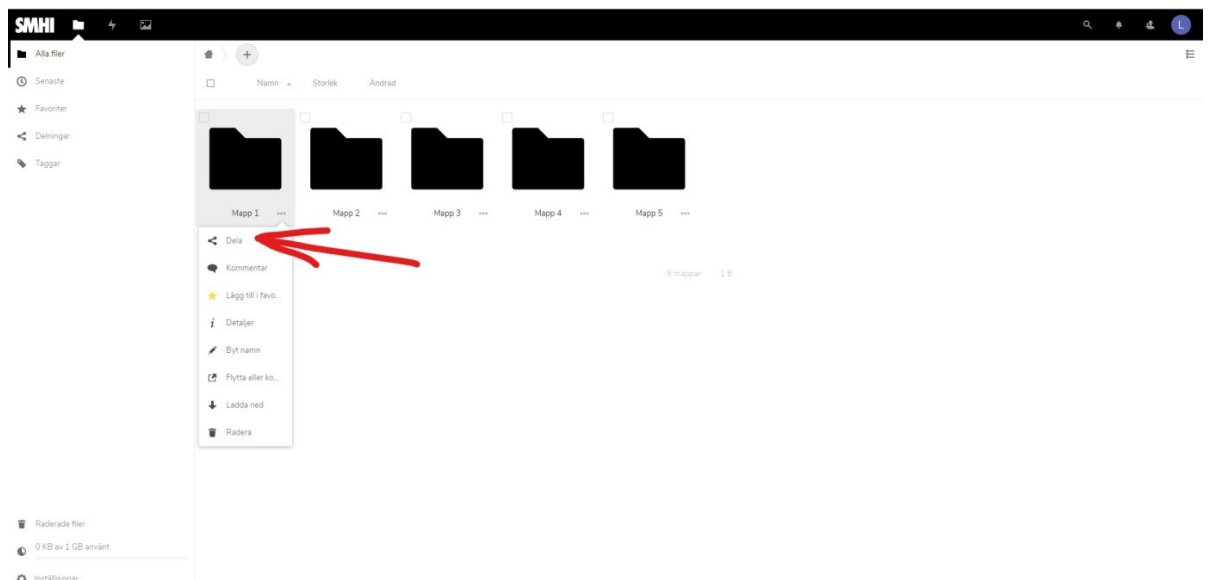 SMHI
L
Alla filer
Senaste
Favoriter
Delningar
Taggar
Namn Storlek Ändrad
Mapp 1 Mapp 2 Mapp 3 Mapp 4 Mapp 5
Dela
Kommentar
Lägg till i favo...
Detaljer
Byt namn
Flytta eller ko...
Ladda ned
Radera
5 mappar 1 B
Raderade filer
0 KB av 1 GB använt
Inställningar